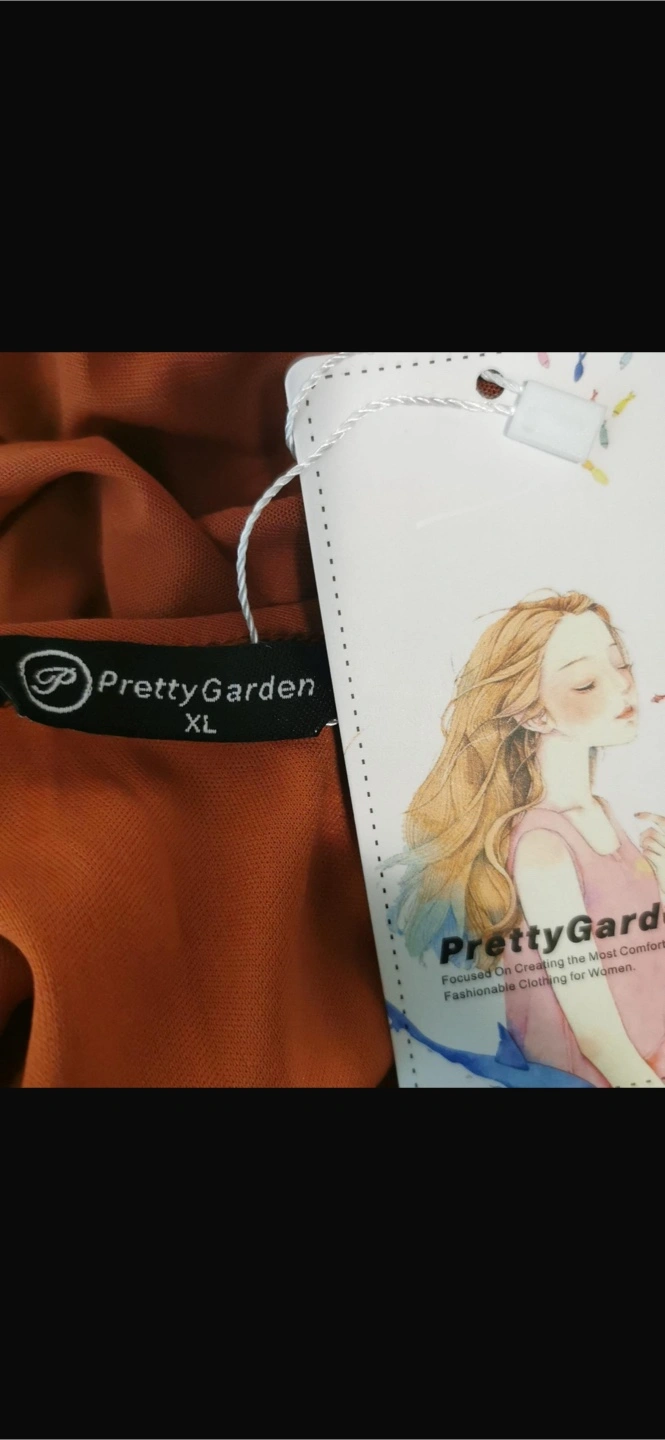 P
PrettyGarden
XL
PrettyGard
Focused On Creating the Most Comfort
Fashionable Clothing for Women.